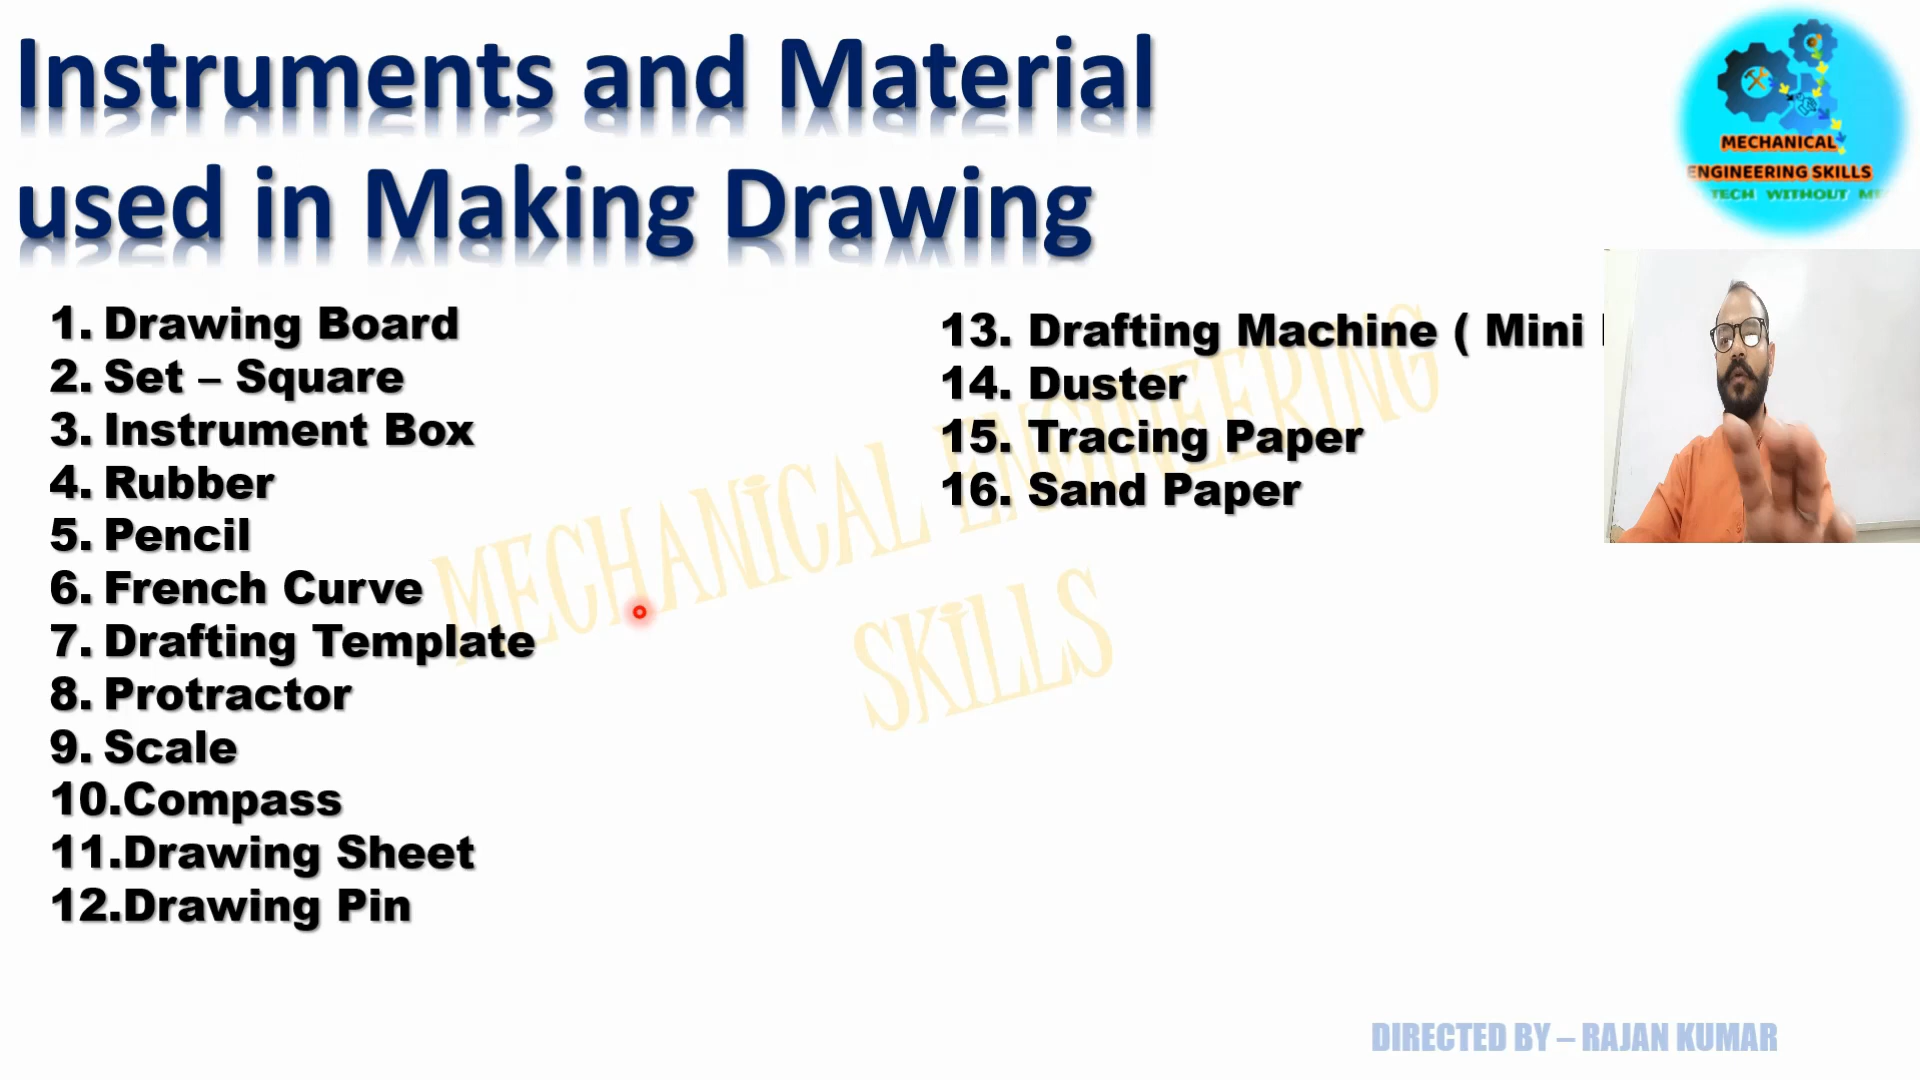 Instruments and Material
used in Making Drawing
1. Drawing Board
2. Set – Square
3. Instrument Box
4. Rubber
5. Pencil
6. French Curve
7. Drafting Template
8. Protractor
9. Scale
10.Compass
11.Drawing Sheet
12.Drawing Pin
13. Drafting Machine ( Mini
14. Duster
15. Tracing Paper
16. Sand Paper
MECHANICAL
ENGINEERING SKILLS
TECH WITHOUT
MECHANICAL ENGINEERING
SKILLS
DIRECTED BY – RAJAN KUMAR